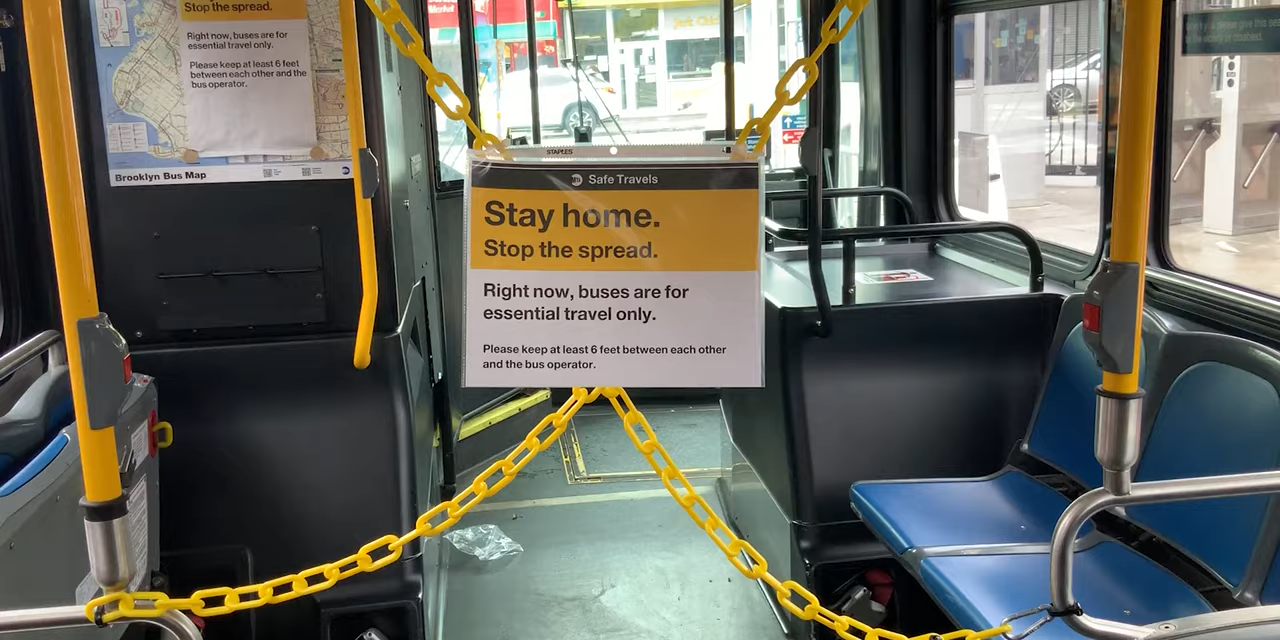 Stop the spread.
Right now, buses are for
essential travel only.
Please keep at least 6 feet
between each other and the
bus operator.
Brooklyn Bus Map
STAPLES
Safe Travels
Stay home.
Stop the spread.
Right now, buses are for
essential travel only.
Please keep at least 6 feet between each other
and the bus operator.